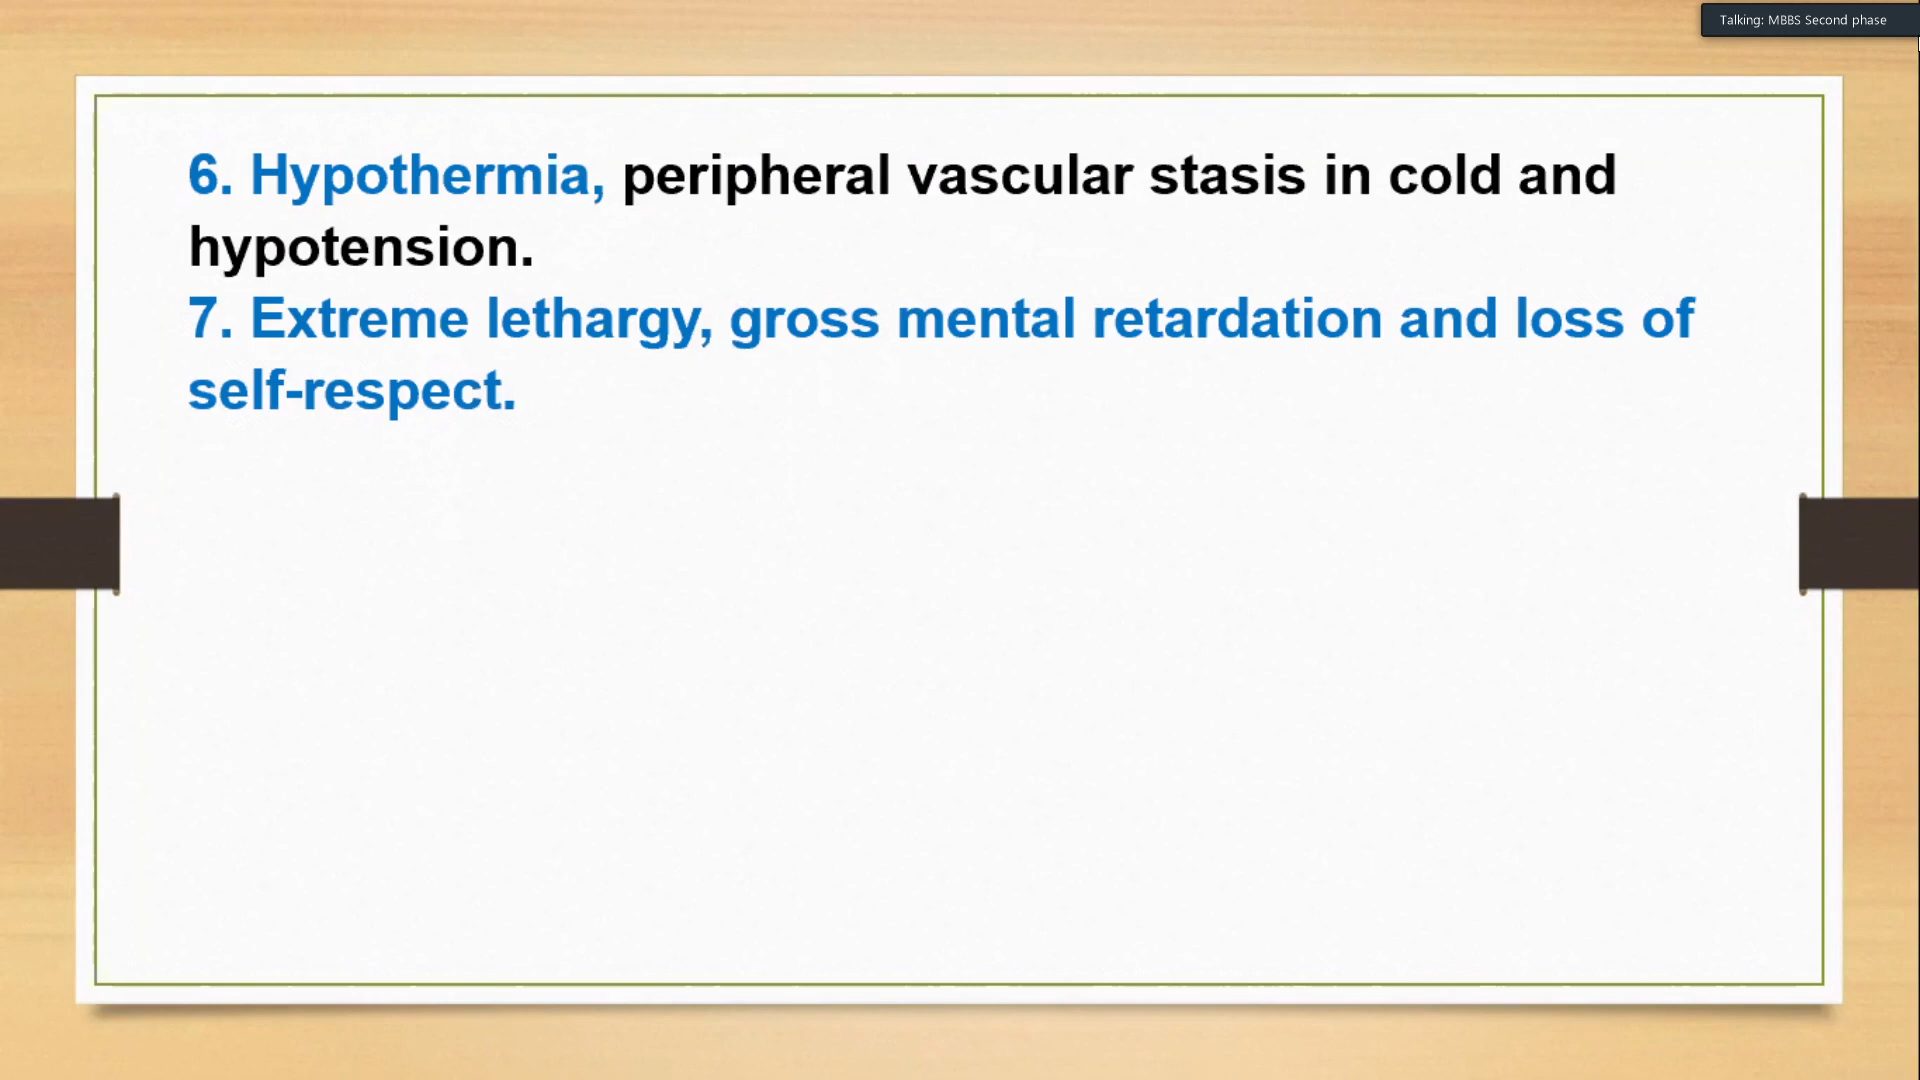 Talking: MBBS Second phase
6. Hypothermia, peripheral vascular stasis in cold and
hypotension.
7. Extreme lethargy, gross mental retardation and loss of
self-respect.